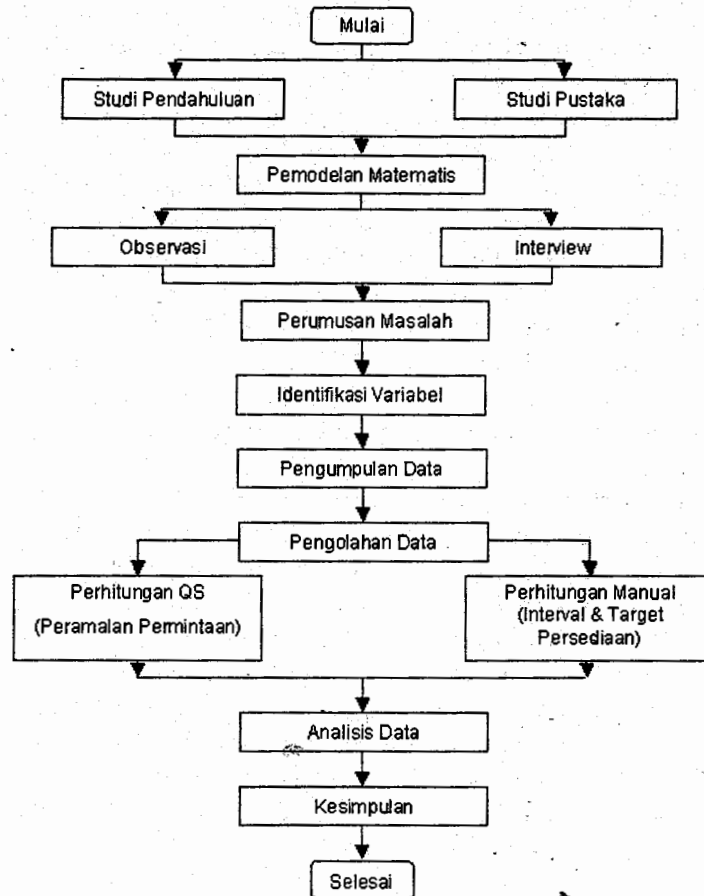 Mulai
Studi Pendahuluan
Studi Pustaka
Pemodelan Matematis
Observasi
Interview
Perumusan Masalah
Identifikasi Variabel
Pengumpulan Data
Pengolahan Data
Perhitungan QS
(Peramalan Permintaan)
Perhitungan Manual
(Interval & Target
Persediaan)
Analisis Data
Kesimpulan
Selesai